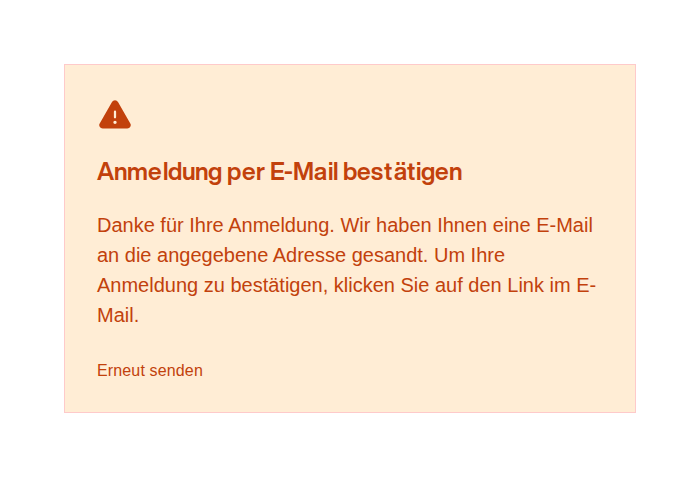 Anmeldung per E-Mail bestätigen
Danke für Ihre Anmeldung. Wir haben Ihnen eine E-Mail
an die angegebene Adresse gesandt. Um Ihre
Anmeldung zu bestätigen, klicken Sie auf den Link im E-
Mail.
Erneut senden